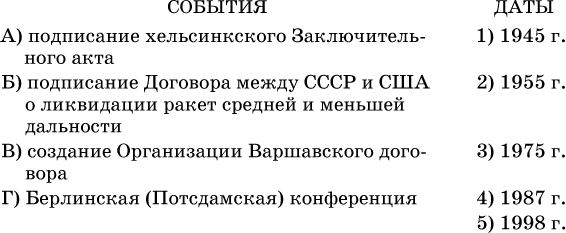 СОБЫТИЯ ДАТЫ
А) подписание хельсинкского Заключитель- 1) 1945 г.
ного акта
Б) подписание Договора между СССР и США 2) 1955 г.
о ликвидации ракет средней и меньшей
дальности
В) создание Организации Варшавского дого- 3) 1975 г.
вора
Г) Берлинская (Потсдамская) конференция 4) 1987 г.
5) 1998 г.